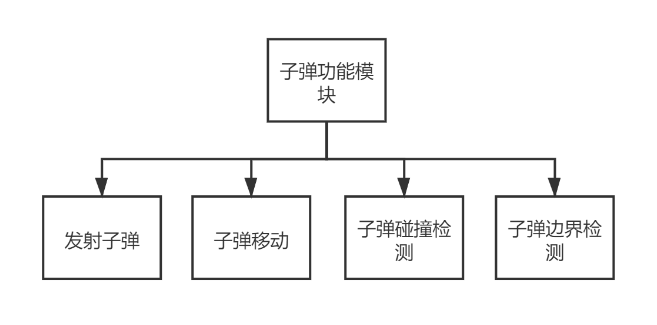 子弹功能模
块
发射子弹
子弹移动
子弹碰撞检
测
子弹边界检
测